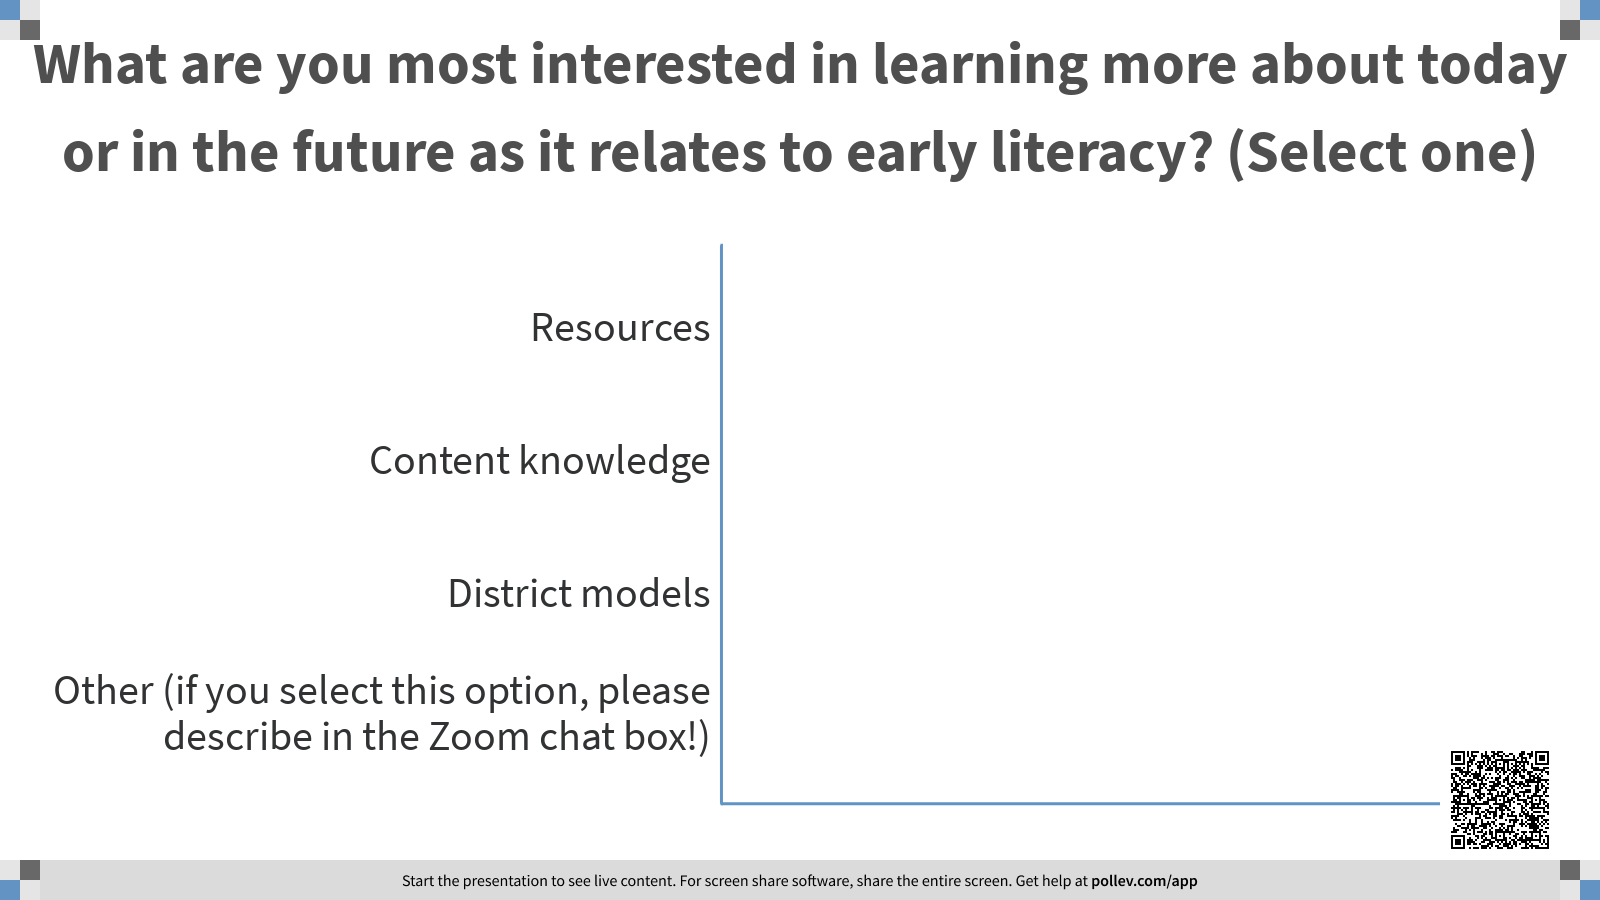 What are you most interested in learning more about today
or in the future as it relates to early literacy? (Select one)
Resources
Content knowledge
District models
Other (if you select this option, please
describe in the Zoom chat box!)
Start the presentation to see live content. For screen share software, share the entire screen. Get help at pollev.com/app